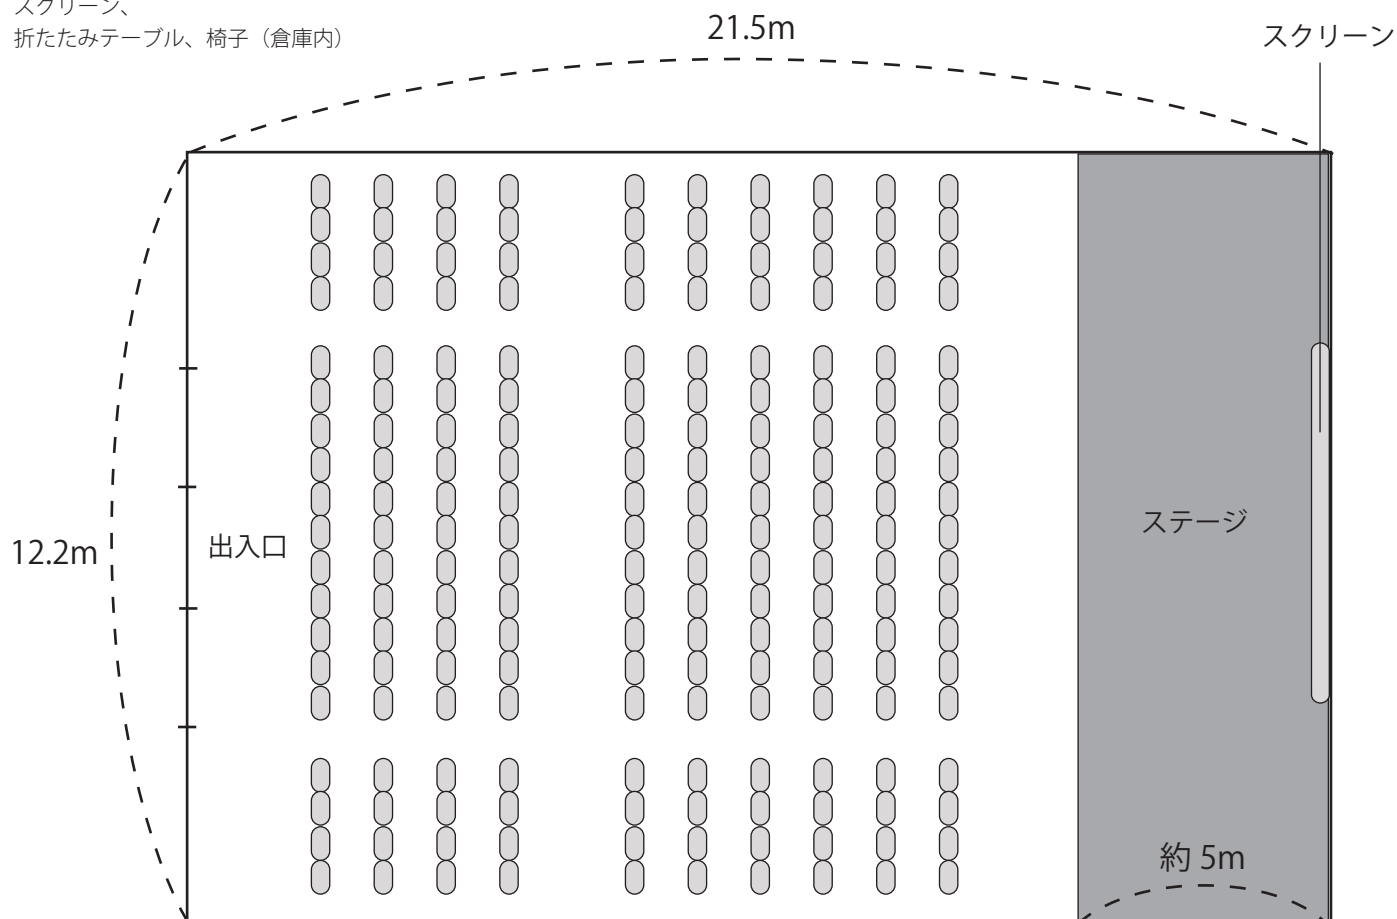 スクリーン、
折たたみテーブル、椅子（倉庫内）
21.5m
スクリーン
12.2m
出入口
ステージ
約 5m